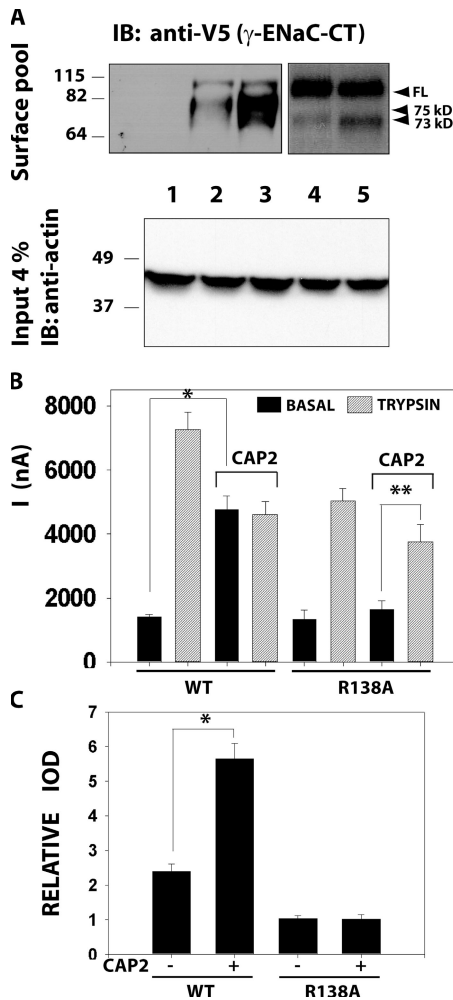 A
IB: anti-V5 (γ-ENaC-CT)
Surface pool
115
82
64
FL
75 kD
73 kD
1 2 3 4 5
Input 4 %
IB: anti-actin
49
37
B
I (nA)
8000
6000
4000
2000
0
BASAL TRYPSIN
*
CAP2
CAP2
**
WT R138A
C
RELATIVE IOD
7
6
5
4
3
2
1
0
*
CAP2 - + - +
WT R138A